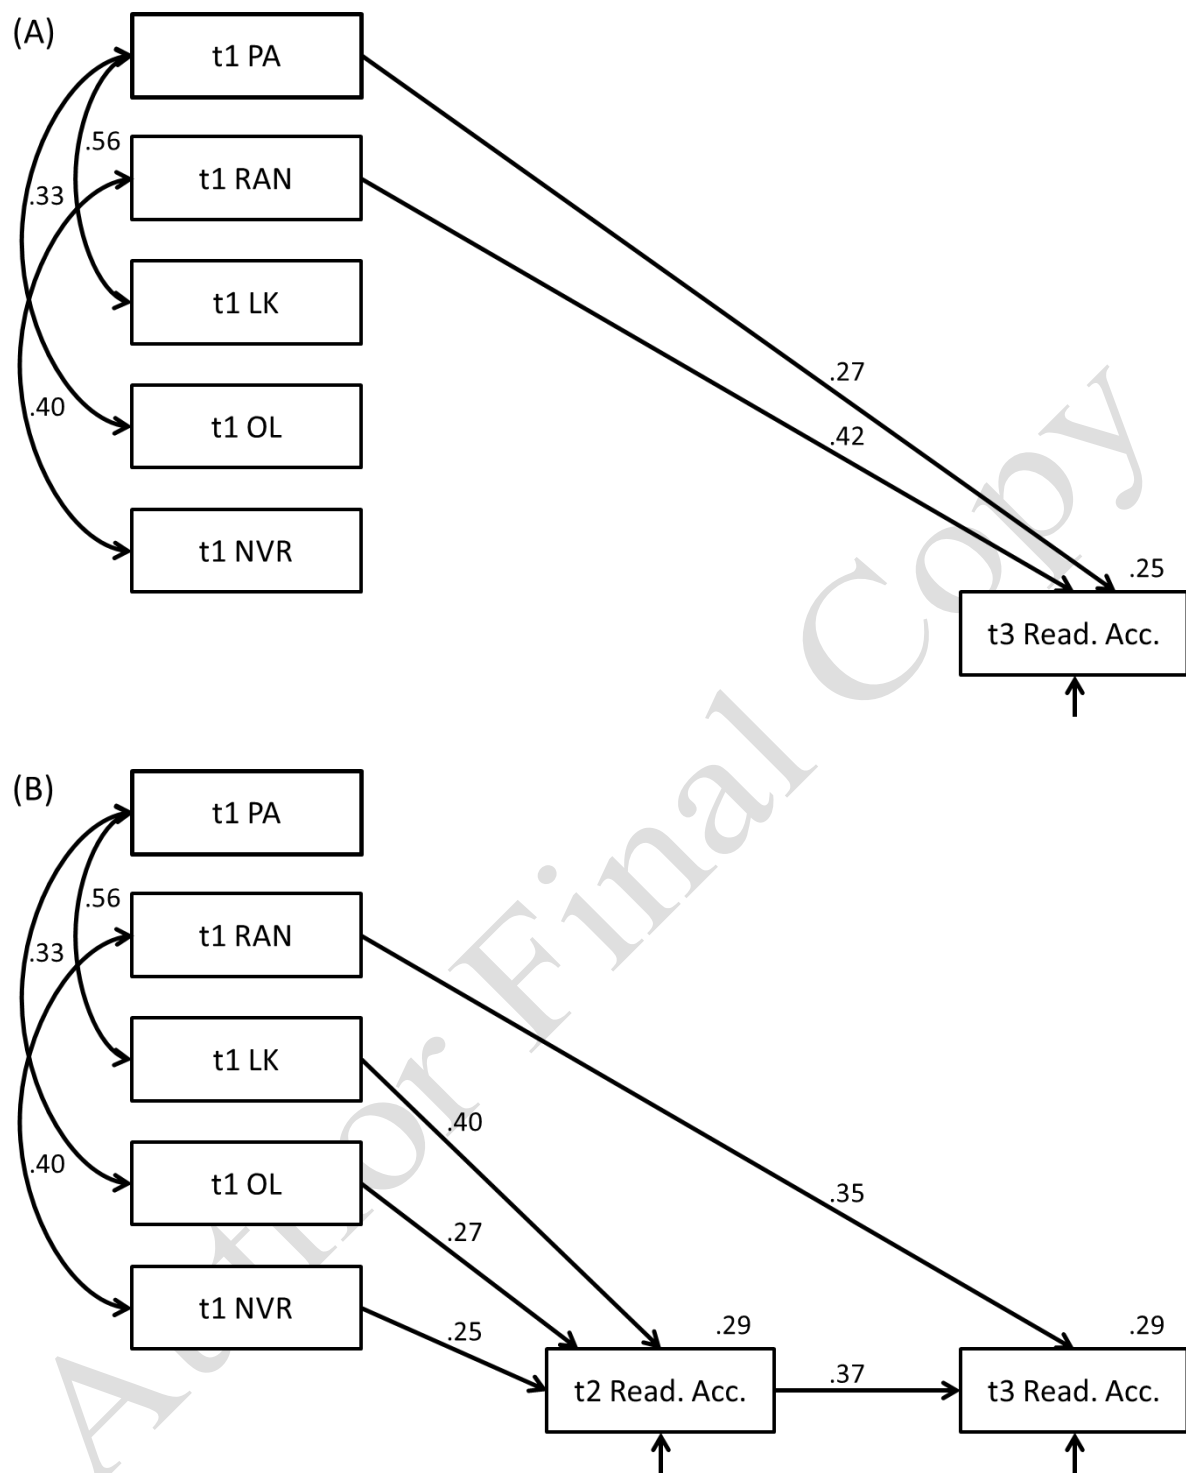 (A)
t1 PA
.56
t1 RAN
.33
t1 LK
.27
.40
t1 OL
.42
t1 NVR
.25
t3 Read. Acc.
(B)
t1 PA
.56
t1 RAN
.33
t1 LK
.40
.40
t1 OL
.35
.27
t1 NVR
.25
.29
.29
t2 Read. Acc.
.37
t3 Read. Acc.
Author Final Copy